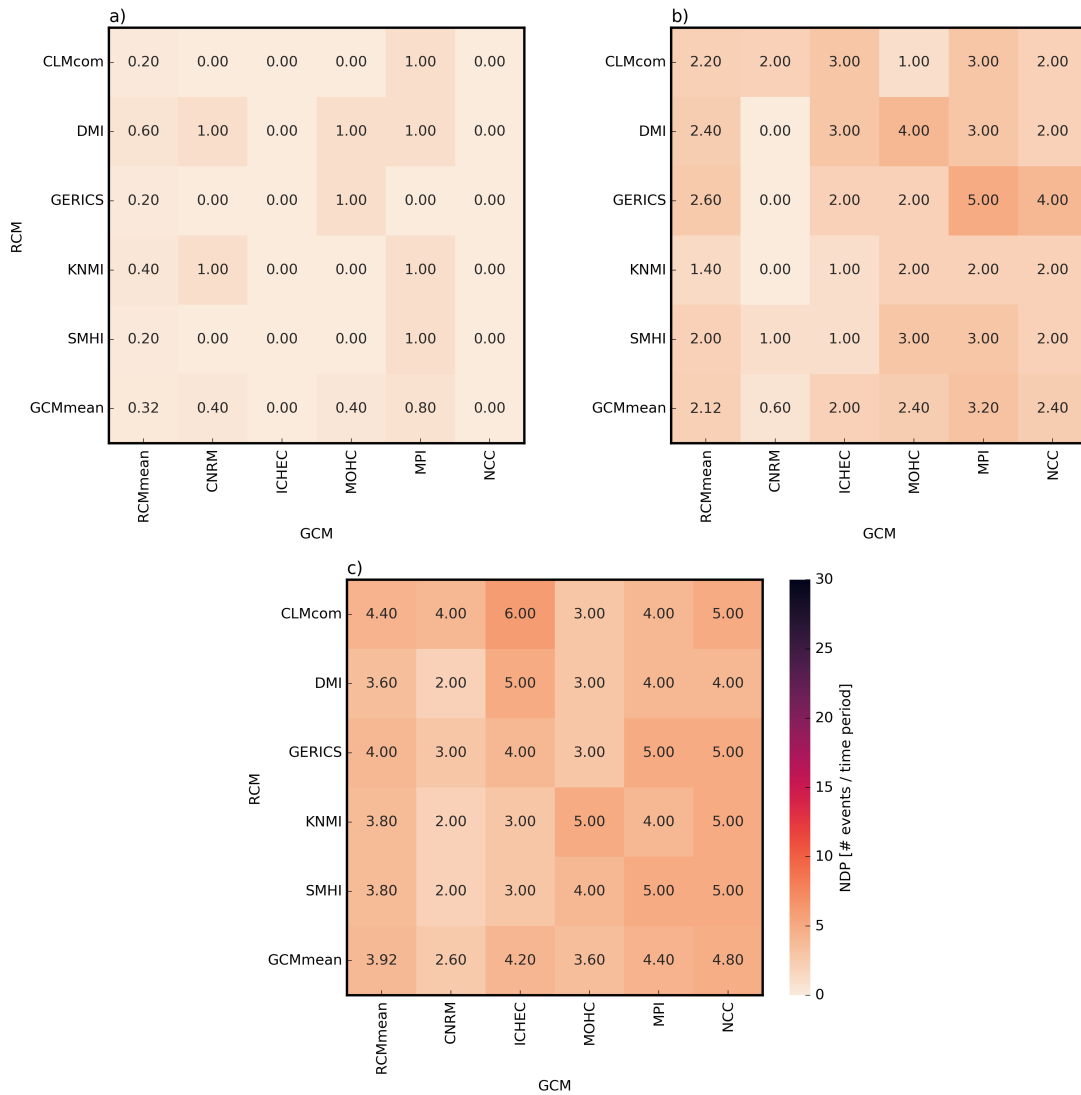 a)
CLMcom 0.20 0.00 0.00 0.00 1.00 0.00
DMI 0.60 1.00 0.00 1.00 1.00 0.00
GERICS 0.20 0.00 0.00 1.00 0.00 0.00
KNMI 0.40 1.00 0.00 0.00 1.00 0.00
SMHI 0.20 0.00 0.00 0.00 1.00 0.00
GCMmean 0.32 0.40 0.00 0.40 0.80 0.00
RCM
RCMmean CNRM ICHEC MOHC MPI NCC
GCM
b)
CLMcom 2.20 2.00 3.00 1.00 3.00 2.00
DMI 2.40 0.00 3.00 4.00 3.00 2.00
GERICS 2.60 0.00 2.00 2.00 5.00 4.00
KNMI 1.40 0.00 1.00 2.00 2.00 2.00
SMHI 2.00 1.00 1.00 3.00 3.00 2.00
GCMmean 2.12 0.60 2.00 2.40 3.20 2.40
RCM
RCMmean CNRM ICHEC MOHC MPI NCC
GCM
c)
CLMcom 4.40 4.00 6.00 3.00 4.00 5.00
DMI 3.60 2.00 5.00 3.00 4.00 4.00
GERICS 4.00 3.00 4.00 3.00 5.00 5.00
KNMI 3.80 2.00 3.00 5.00 4.00 5.00
SMHI 3.80 2.00 3.00 4.00 5.00 5.00
GCMmean 3.92 2.60 4.20 3.60 4.40 4.80
RCM
RCMmean CNRM ICHEC MOHC MPI NCC
GCM
30
25
20
15
10
5
0
NDP [# events / time period]